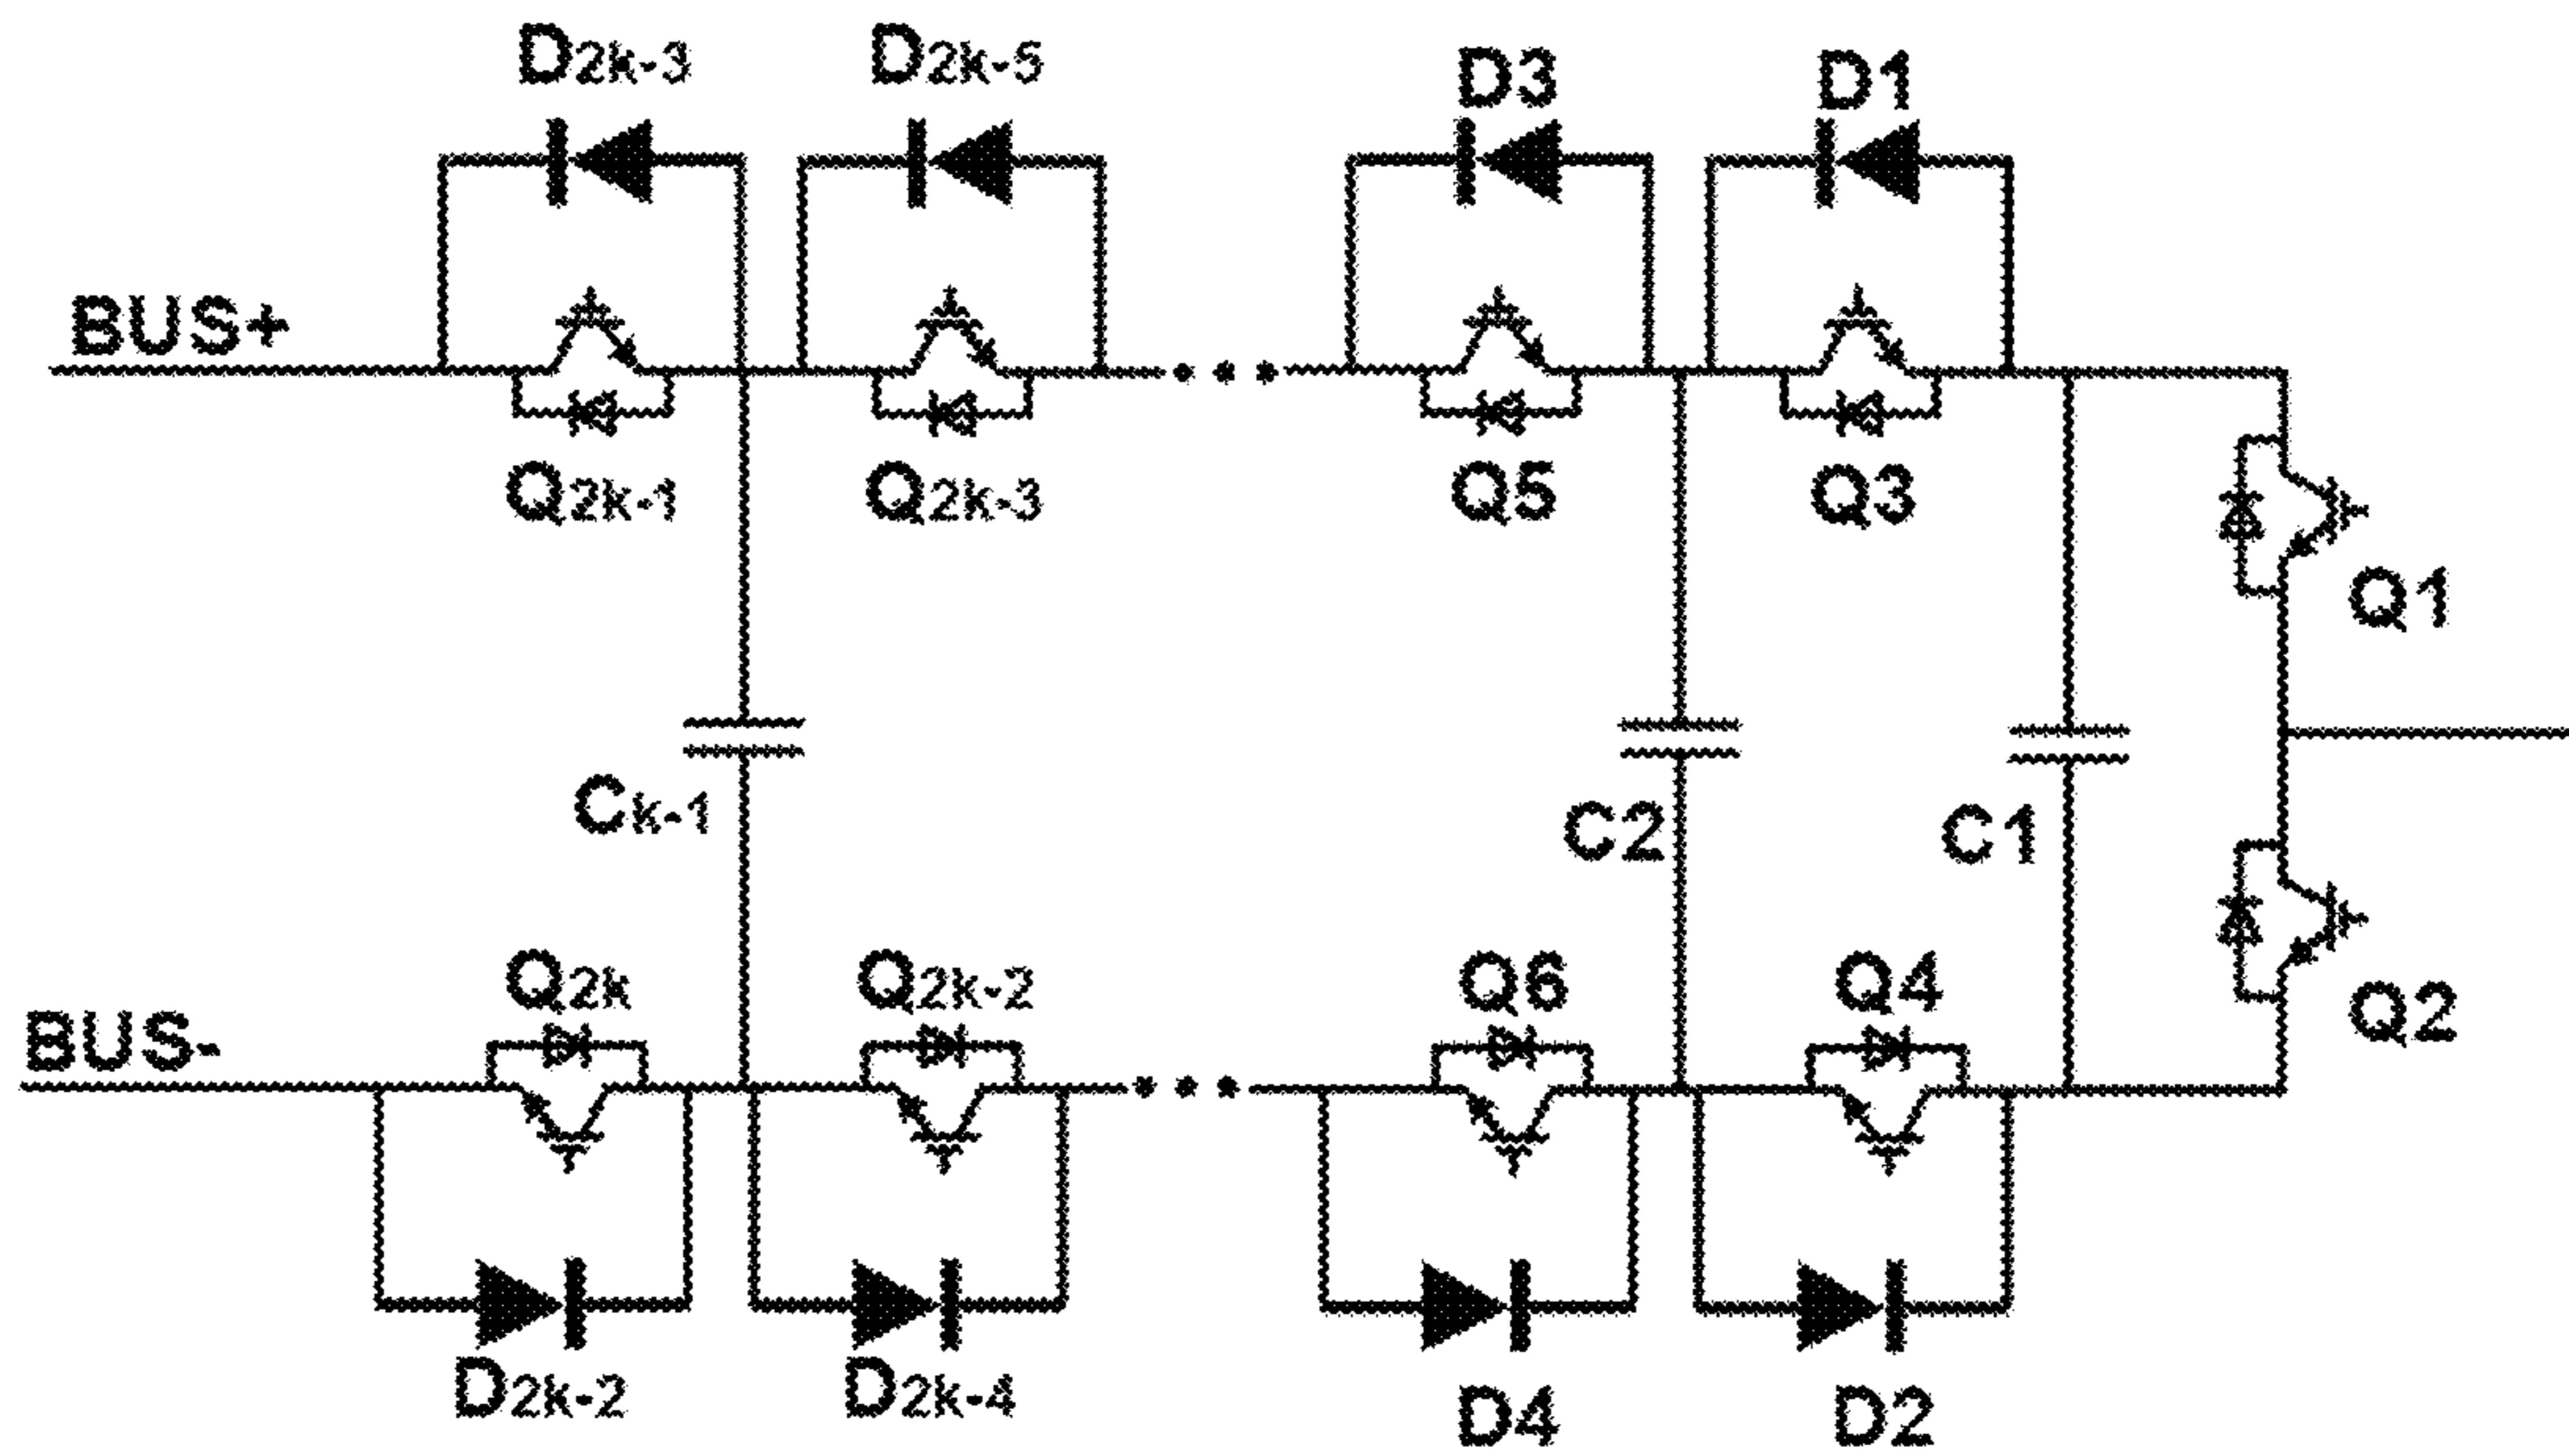 D2k-3 D2k-5 D3 D1
BUS+
Q2k-1 Q2k-3 Q5 Q3
Q1
Ck-1 C2 C1
Q2k Q2k-2 Q6 Q4
BUS- Q2
D2k-2 D2k-4 D4 D2